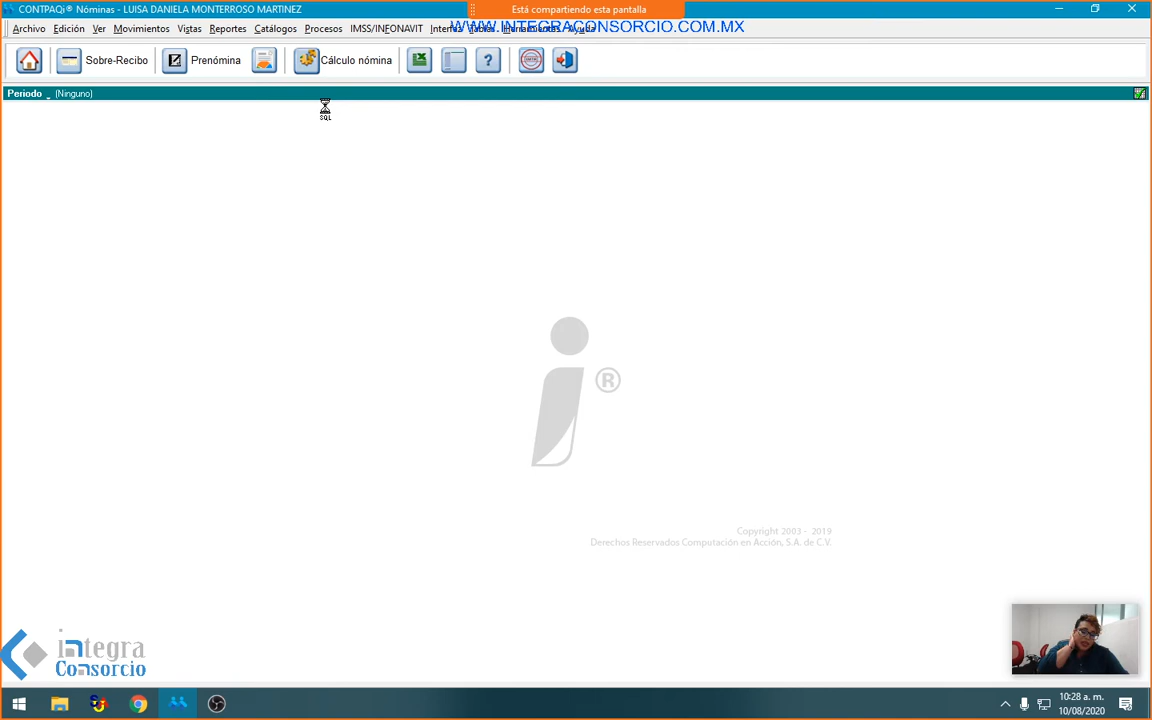 CONTPAQi® Nóminas - LUISA DANIELA MONTERROSO MARTINEZ
Está compartiendo esta pantalla
Archivo Edición Ver Movimientos Vistas Reportes Catálogos Procesos IMSS/INFONAVIT
WWW.INTEGRACONSORCIO.COM.MX
Sobre-Recibo Prenómina Cálculo nómina
Periodo [Ninguno]
SQL
®
Copyright 2003 - 2019
Derechos Reservados Computación en Acción, S.A. de C.V.
integra
Consorcio
10:28 a. m.
10/08/2020